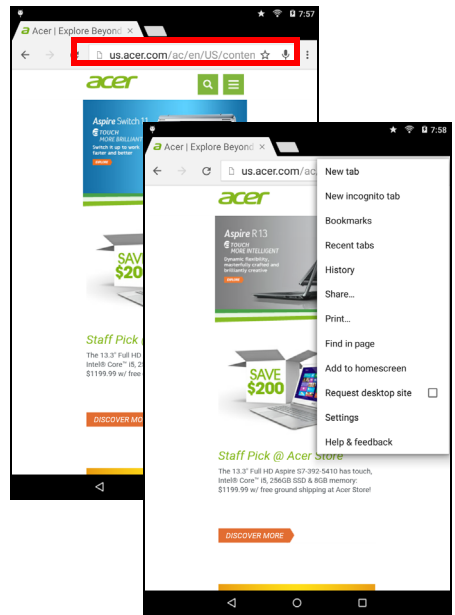 7:57
Acer | Explore Beyond
us.acer.com/ac/en/US/conten
acer
Aspire Switch 11
TOUCH
MORE BRILLIANT
Switch it up to work
faster and better
SAV
$20
Staff Pick
The 13.3" Full HD
Intel® Core™ i5, 25
$1199.99 w/ free
DISCOVER MO
7:58
Acer | Explore Beyond
us.acer.com/ac
acer
Aspire R 13
TOUCH
MORE INTELLIGENT
Dynamic flexibility,
masterfully crafted and
brilliantly creative
EXPLORE
SAVE
$200
Staff Pick @ Acer Store
The 13.3" Full HD Aspire S7-392-5410 has touch,
Intel® Core™ i5, 256GB SSD & 8GB memory:
$1199.99 w/ free ground shipping at Acer Store!
DISCOVER MORE
New tab
New incognito tab
Bookmarks
Recent tabs
History
Share...
Print...
Find in page
Add to homescreen
Request desktop site
Settings
Help & feedback